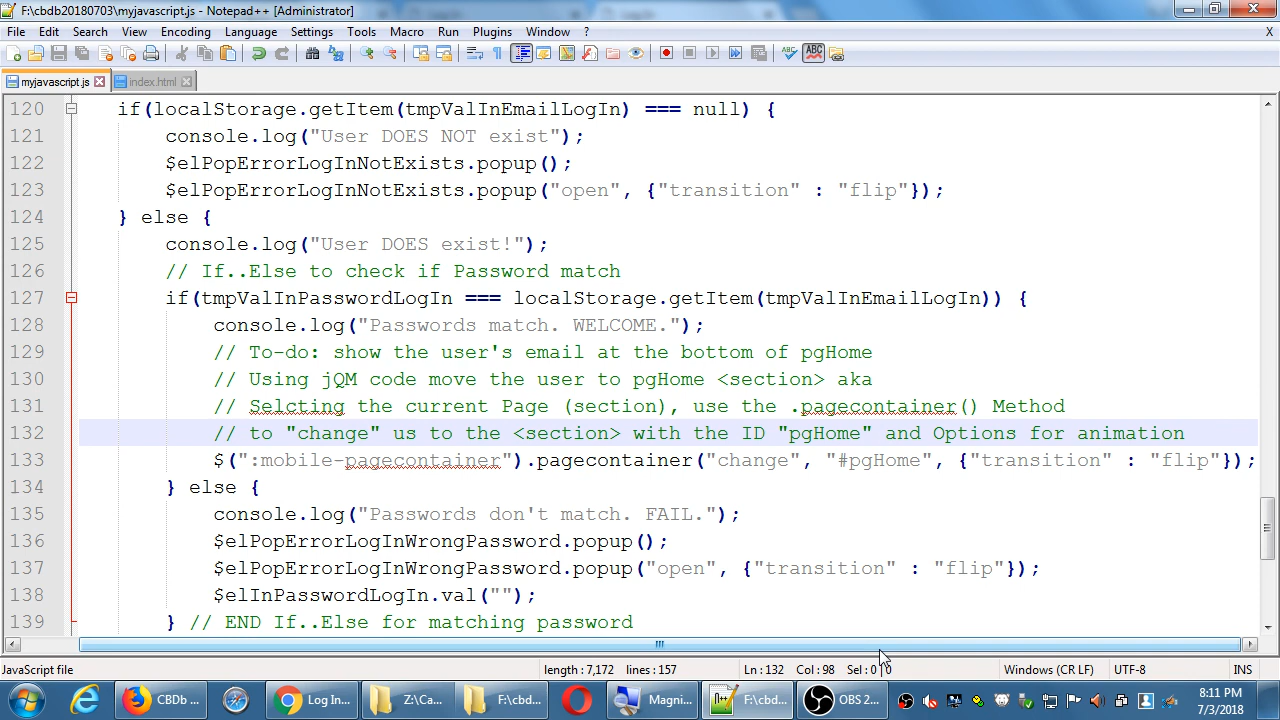 F:\cbdb20180703\myjavascript.js - Notepad++ [Administrator]
File Edit Search View Encoding Language Settings Tools Macro Run Plugins Window ? X
myjavascript.js index.html
120 if(localStorage.getItem(tmpValInEmailLogIn) === null) {
121 console.log("User DOES NOT exist");
122 $elPopErrorLogInNotExists.popup();
123 $elPopErrorLogInNotExists.popup("open", {"transition" : "flip"});
124 } else {
125 console.log("User DOES exist!");
126 // If..Else to check if Password match
127 if(tmpValInPasswordLogIn === localStorage.getItem(tmpValInEmailLogIn)) {
128 console.log("Passwords match. WELCOME.");
129 // To-do: show the user's email at the bottom of pgHome
130 // Using jQM code move the user to pgHome <section> aka
131 // Selcting the current Page (section), use the .pagecontainer() Method
132 // to "change" us to the <section> with the ID "pgHome" and Options for animation
133 $(":mobile-pagecontainer").pagecontainer("change", "#pgHome", {"transition" : "flip"});
134 } else {
135 console.log("Passwords don't match. FAIL.");
136 $elPopErrorLogInWrongPassword.popup();
137 $elPopErrorLogInWrongPassword.popup("open", {"transition" : "flip"});
138 $elInPasswordLogIn.val("");
139 } // END If..Else for matching password
JavaScript file length : 7,172 lines : 157 Ln : 132 Col : 98 Sel : 0 | 0 Windows (CR LF) UTF-8 INS
CBDb ... Log In... Z:\Ca... F:\cbd... Magni... F:\cbd... OBS 2... 8:11 PM
7/3/2018